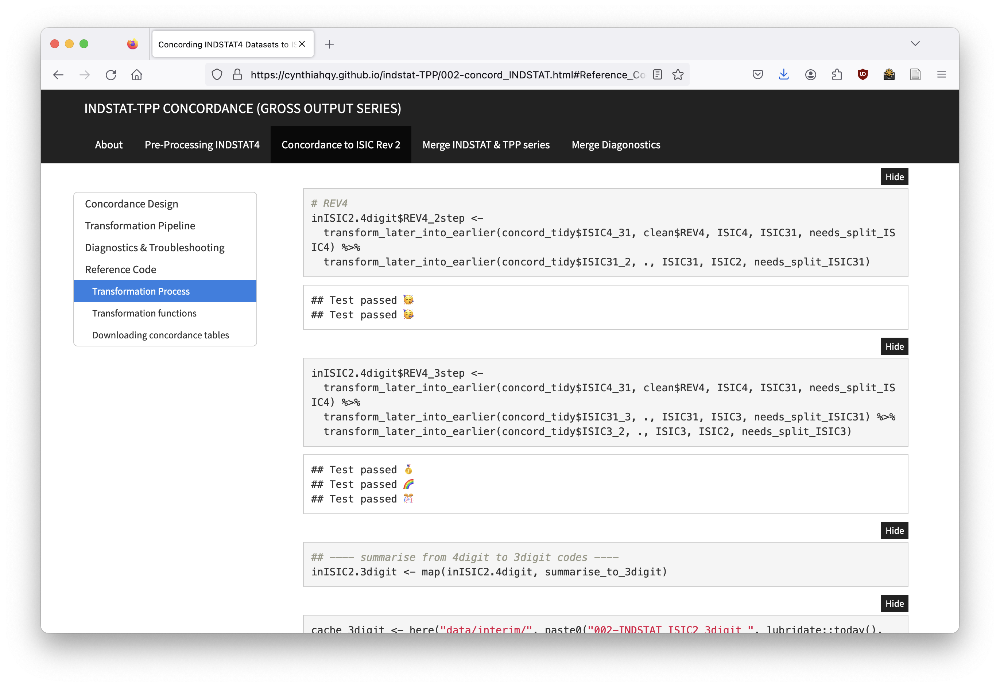 Concording INDSTAT4 Datasets to IS
https://cynthiahqy.github.io/indstat-TPP/002-concord_INDSTAT.html#Reference_Co
INDSTAT-TPP CONCORDANCE (GROSS OUTPUT SERIES)
About Pre-Processing INDSTAT4 Concordance to ISIC Rev 2 Merge INDSTAT & TPP series Merge Diagonostics
Concordance Design
Transformation Pipeline
Diagnostics & Troubleshooting
Reference Code
Transformation Process
Transformation functions
Downloading concordance tables
Hide
# REV4
inISIC2.4digit$REV4_2step <-
  transform_later_into_earlier(concord_tidy$ISIC4_31, clean$REV4, ISIC4, ISIC31, needs_split_IS
IC4) %>%
  transform_later_into_earlier(concord_tidy$ISIC31_2, ., ISIC31, ISIC2, needs_split_ISIC31)
## Test passed 🥳
## Test passed 🥳
Hide
inISIC2.4digit$REV4_3step <-
  transform_later_into_earlier(concord_tidy$ISIC4_31, clean$REV4, ISIC4, ISIC31, needs_split_IS
IC4) %>%
  transform_later_into_earlier(concord_tidy$ISIC31_3, ., ISIC31, ISIC3, needs_split_ISIC31) %>%
  transform_later_into_earlier(concord_tidy$ISIC3_2, ., ISIC3, ISIC2, needs_split_ISIC3)
## Test passed 🥇
## Test passed 🌈
## Test passed 🎊
Hide
## ---- summarise from 4digit to 3digit codes ----
inISIC2.3digit <- map(inISIC2.4digit, summarise_to_3digit)
Hide
cache_3digit <- here("data/interim/", paste0("002-INDSTAT_ISIC2_3digit_", lubridate::today(),